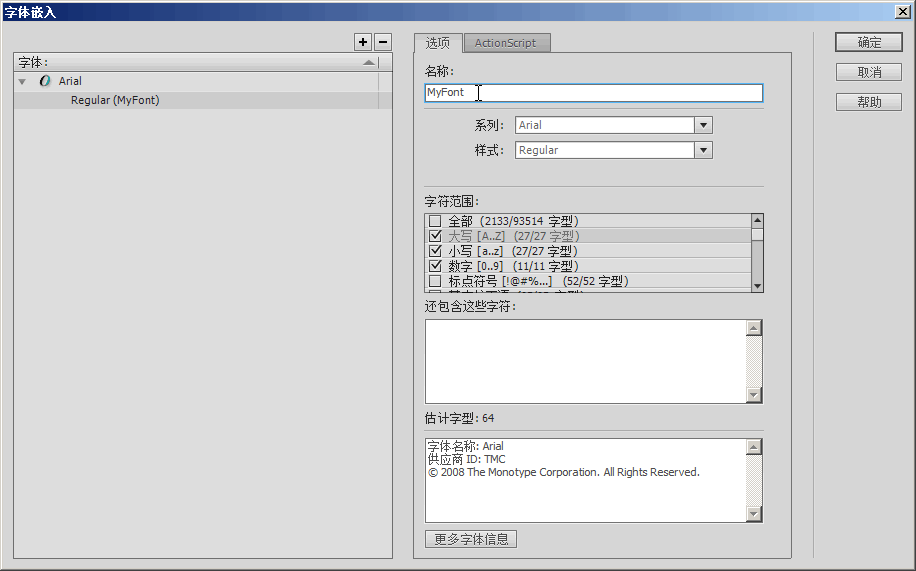 字体嵌入
字体:
Arial
Regular (MyFont)
选项
ActionScript
名称:
MyFont
系列: Arial
样式: Regular
字符范围:
全部 (2133/93514 字型)
大写 [A..Z] (27/27 字型)
小写 [a..z] (27/27 字型)
数字 [0..9] (11/11 字型)
标点符号 [!@#%...] (52/52 字型)
还包含这些字符:
估计字型: 64
字体名称: Arial
供应商 ID: TMC
© 2008 The Monotype Corporation. All Rights Reserved.
更多字体信息
确定
取消
帮助